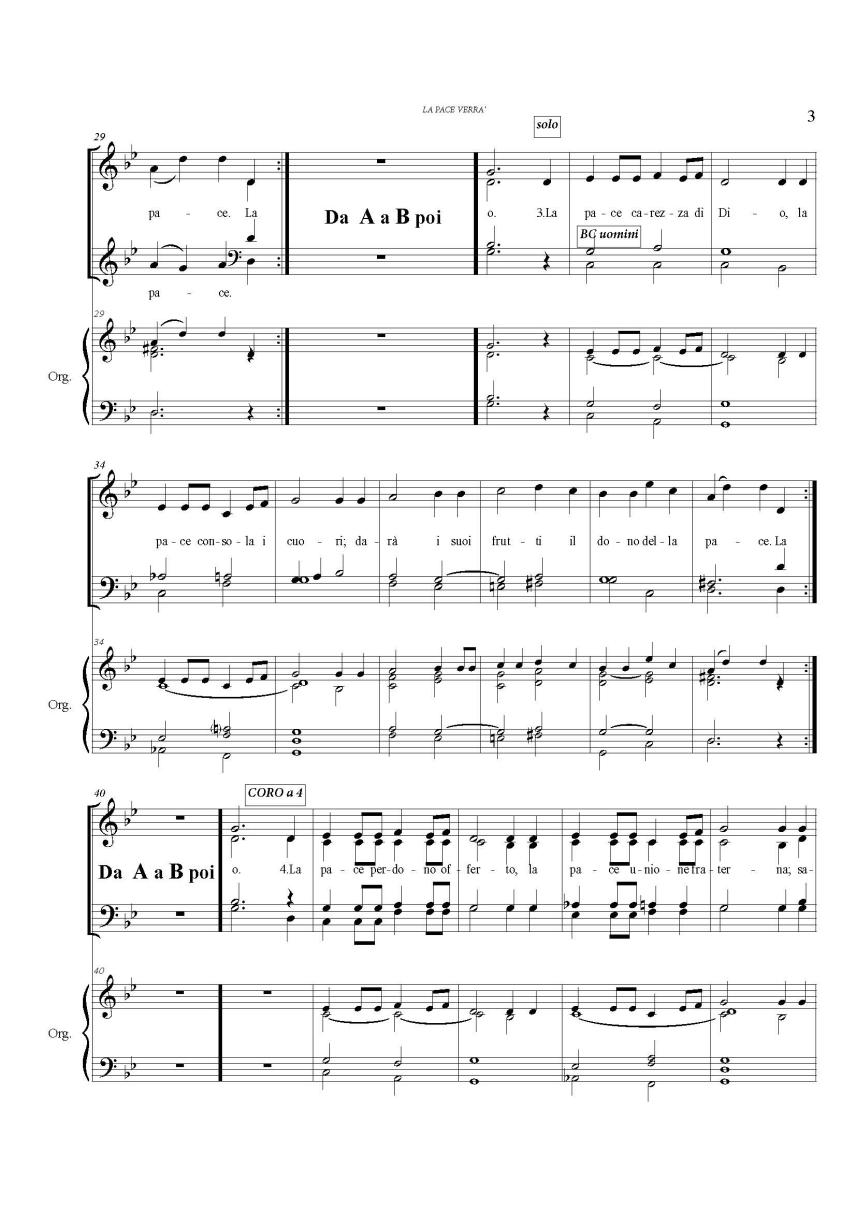 LA PACE VERRA'
3
solo
29
pa - ce. La
Da A a B poi
o. 3.La pa - ce ca - rez - za di Di - o, la
BC uomini
pa - ce.
29
Org.
34
pa - ce con - so - la i cuo - ri; da - rà i suoi frut - ti il do - no del - la pa - ce. La
34
Org.
40
CORO a 4
Da A a B poi
o. 4.La pa - ce per - do - no of - fer - to, la pa - ce u - nio - ne fra - ter - na; sa -
40
Org.